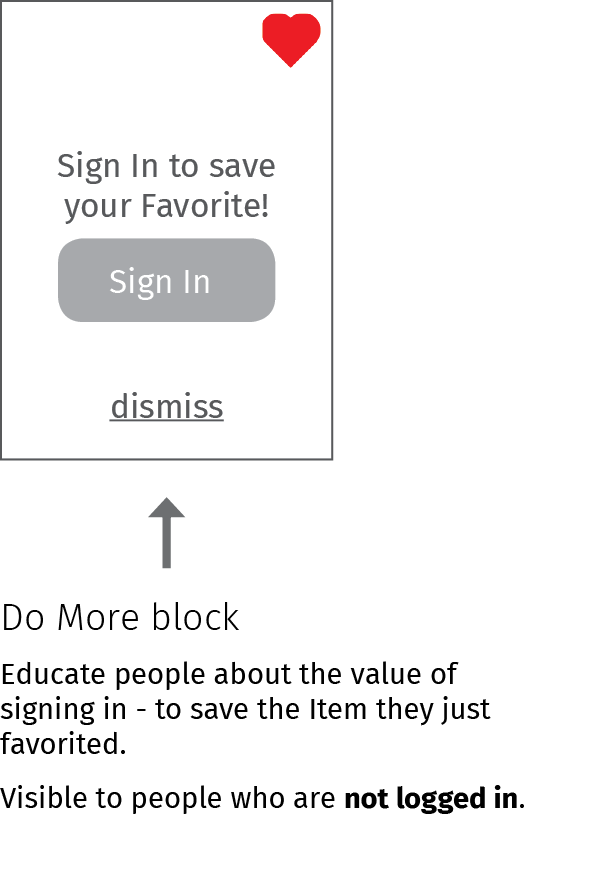 Sign In to save
your Favorite!
Sign In
dismiss
Do More block
Educate people about the value of
signing in - to save the Item they just
favorited.
Visible to people who are not logged in.